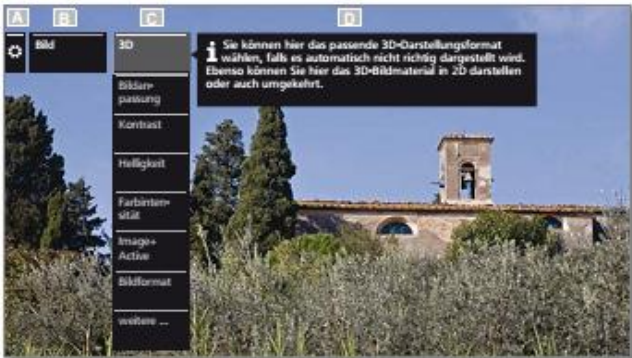 A B C D
Bild
3D
Sie können hier das passende 3D-Darstellungsformat
wählen, falls es automatisch nicht richtig dargestellt wird.
Ebenso können Sie hier das 3D-Bildmaterial in 2D darstellen
oder auch umgekehrt.
Bildan-
passung
Kontrast
Helligkeit
Farbinten-
sität
Image+
Active
Bildformat
weitere ...